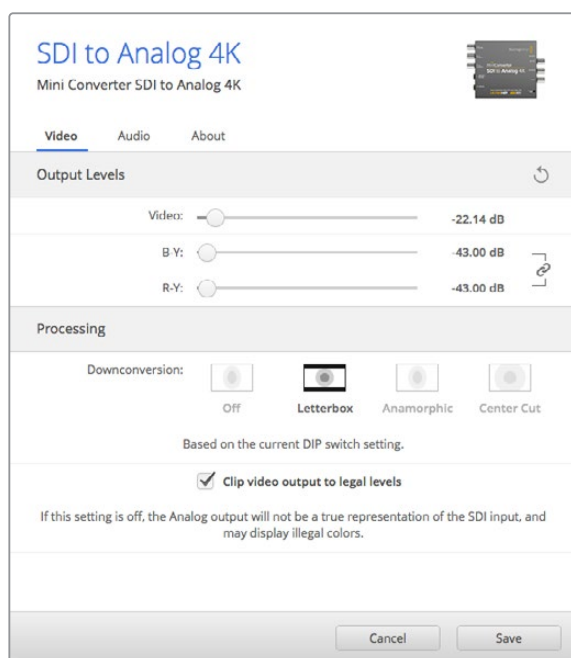 SDI to Analog 4K
Mini Converter SDI to Analog 4K
Video Audio About
Output Levels
Video: -22.14 dB
B-Y: -43.00 dB
R-Y: -43.00 dB
Processing
Downconversion:
Off Letterbox Anamorphic Center Cut
Based on the current DIP switch setting.
Clip video output to legal levels
If this setting is off, the Analog output will not be a true representation of the SDI input, and
may display illegal colors.
Cancel Save